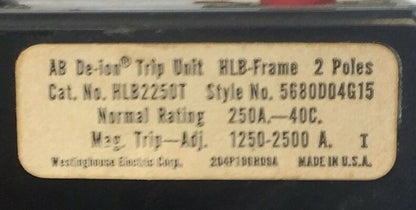 AB De-ion® Trip Unit HLB-Frame 2 Poles
Cat. No. HLB2250T Style No. 5680D04G15
Normal Rating 250A.—40C.
Mag. Trip—Adj. 1250-2500 A. I
Westinghouse Electric Corp. MADE IN U.S.A.